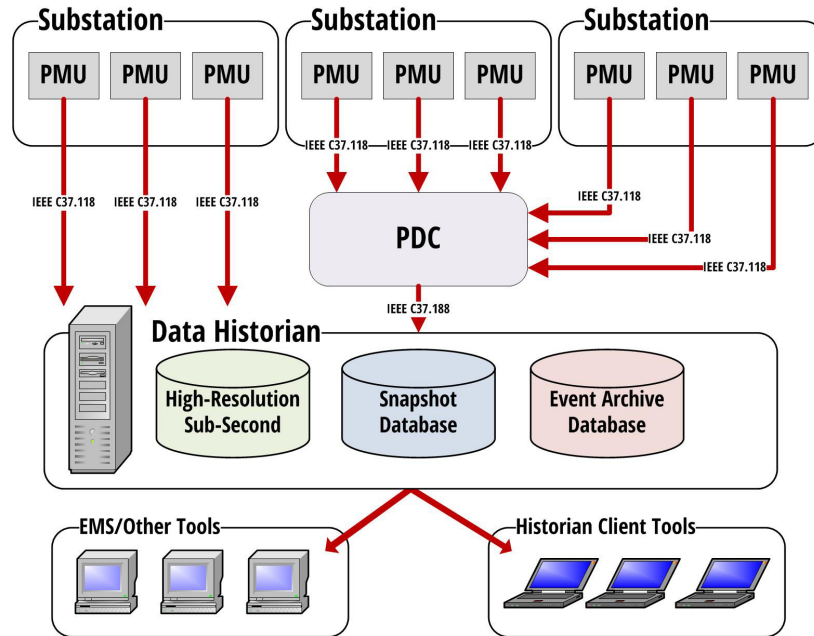 Substation
Substation
Substation
PMU
PMU
PMU
PMU
PMU
PMU
PMU
PMU
PMU
IEEE C37.118
IEEE C37.118
IEEE C37.118
IEEE C37.118
IEEE C37.118
IEEE C37.118
IEEE C37.118
IEEE C37.118
IEEE C37.118
PDC
IEEE C37.188
Data Historian
High-Resolution
Sub-Second
Snapshot
Database
Event Archive
Database
EMS/Other Tools
Historian Client Tools